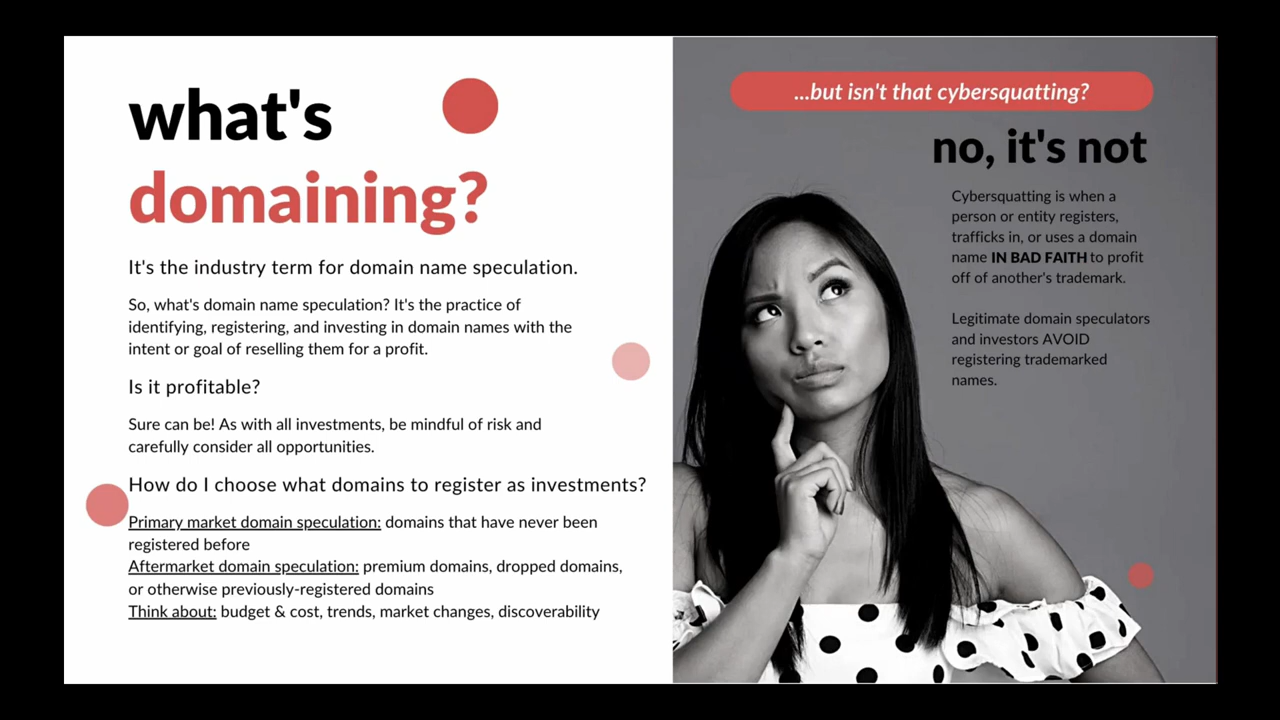 what's
domaining?
It's the industry term for domain name speculation.
So, what's domain name speculation? It's the practice of
identifying, registering, and investing in domain names with the
intent or goal of reselling them for a profit.
Is it profitable?
Sure can be! As with all investments, be mindful of risk and
carefully consider all opportunities.
How do I choose what domains to register as investments?
Primary market domain speculation: domains that have never been
registered before
Aftermarket domain speculation: premium domains, dropped domains,
or otherwise previously-registered domains
Think about: budget & cost, trends, market changes, discoverability
...but isn't that cybersquatting?
no, it's not
Cybersquatting is when a
person or entity registers,
trafficks in, or uses a domain
name IN BAD FAITH to profit
off of another's trademark.
Legitimate domain speculators
and investors AVOID
registering trademarked
names.